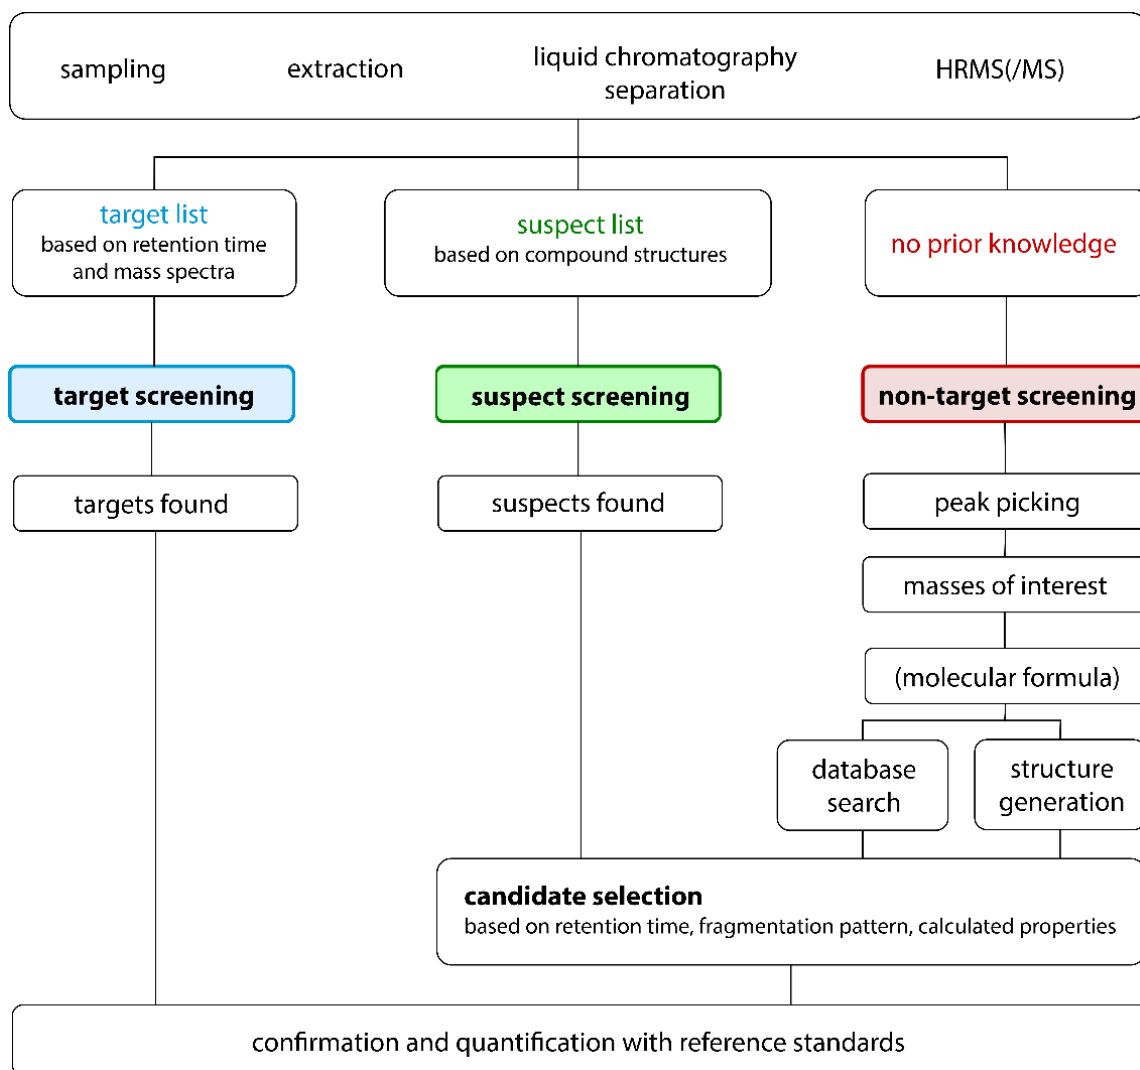 sampling
extraction
liquid chromatography
separation
HRMS(/MS)
target list
based on retention time
and mass spectra
suspect list
based on compound structures
no prior knowledge
target screening
suspect screening
non-target screening
targets found
suspects found
peak picking
masses of interest
(molecular formula)
database
search
structure
generation
candidate selection
based on retention time, fragmentation pattern, calculated properties
confirmation and quantification with reference standards